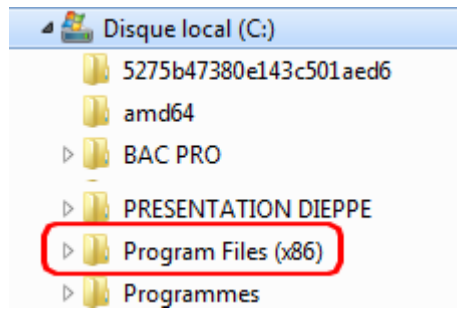 Disque local (C:)
5275b47380e143c501aed6
amd64
BAC PRO
PRESENTATION DIEPPE
Program Files (x86)
Programmes